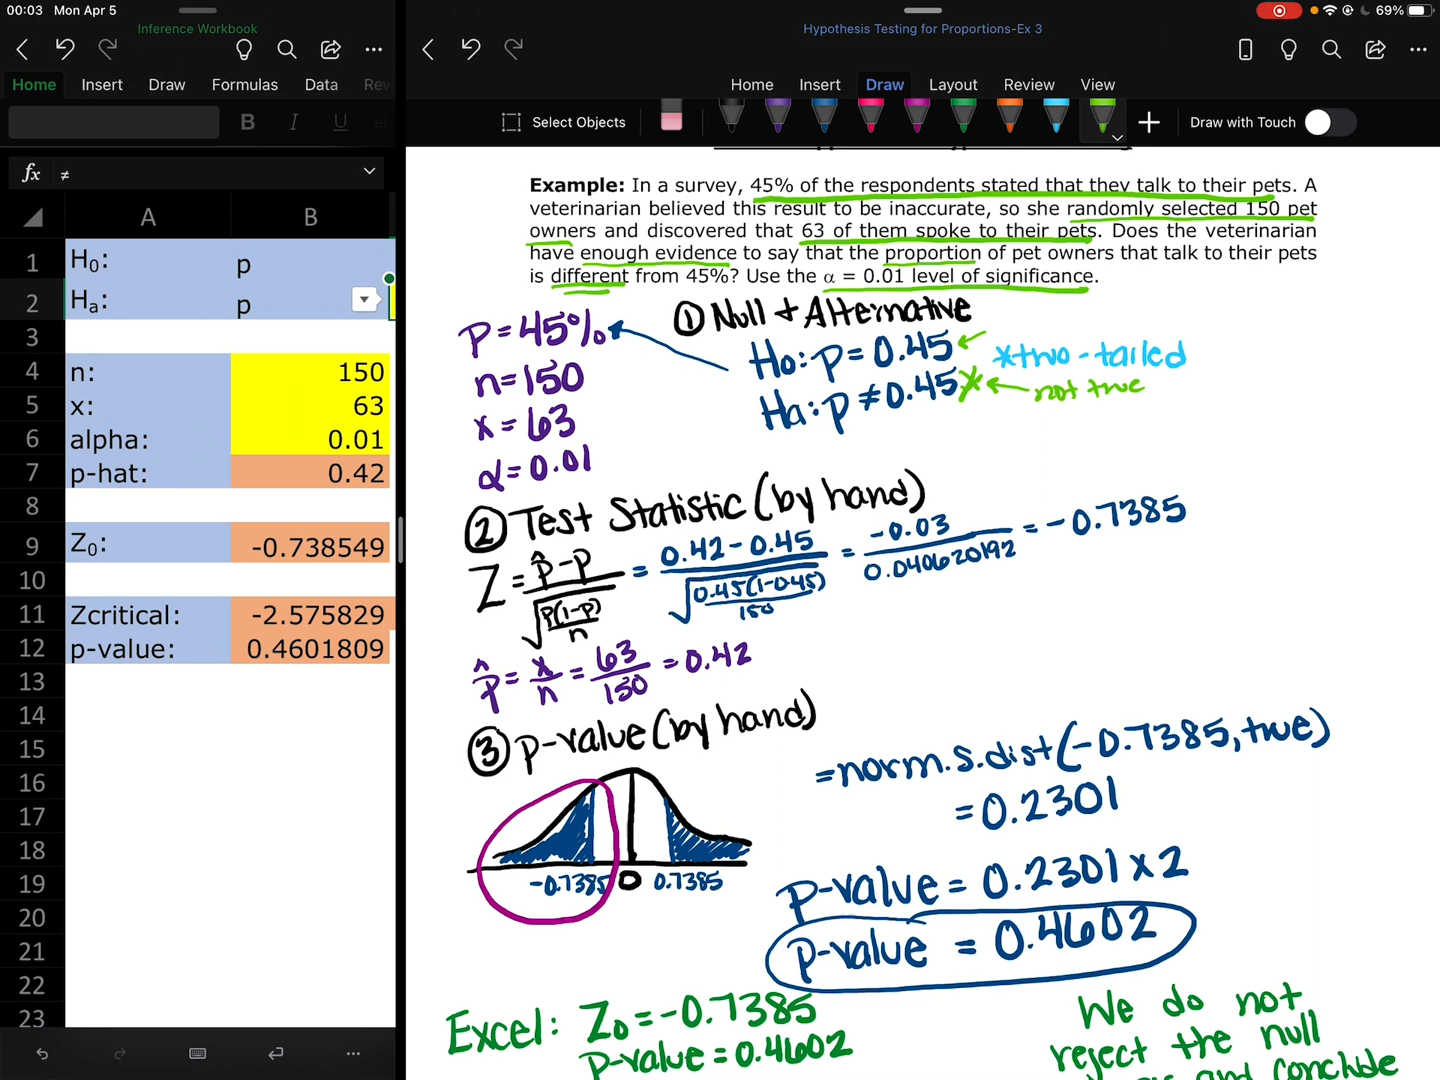 00:03 Mon Apr 5
69%
Inference Workbook
Home Insert Draw Formulas Data Rev
B I U ab
fx ≠
A B
1 H₀: p
2 Hₐ: p
3
4 n: 150
5 x: 63
6 alpha: 0.01
7 p-hat: 0.42
8
9 Z₀: -0.738549
10
11 Zcritical: -2.575829
12 p-value: 0.4601809
13
14
15
16
17
18
19
20
21
22
23
Hypothesis Testing for Proportions-Ex 3
Home Insert Draw Layout Review View
Select Objects
Draw with Touch
Example: In a survey, 45% of the respondents stated that they talk to their pets. A
veterinarian believed this result to be inaccurate, so she randomly selected 150 pet
owners and discovered that 63 of them spoke to their pets. Does the veterinarian
have enough evidence to say that the proportion of pet owners that talk to their pets
is different from 45%? Use the α = 0.01 level of significance.
p = 45%
n = 150
x = 63
α = 0.01
① Null + Alternative
Ho: p = 0.45
*two-tailed
Ha: p ≠ 0.45
not true
② Test Statistic (by hand)
Z = p̂ - p / √(p(1-p)/n) = 0.42 - 0.45 / √(0.45(1-0.45)/150) = -0.03 / 0.040620192 = -0.7385
p̂ = x/n = 63/150 = 0.42
③ p-value (by hand)
-0.7385 0 0.7385
=norm.s.dist(-0.7385, true)
= 0.2301
p-value = 0.2301 x 2
p-value = 0.4602
Excel: Z₀ = -0.7385
p-value = 0.4602
We do not
reject the null
and conclude